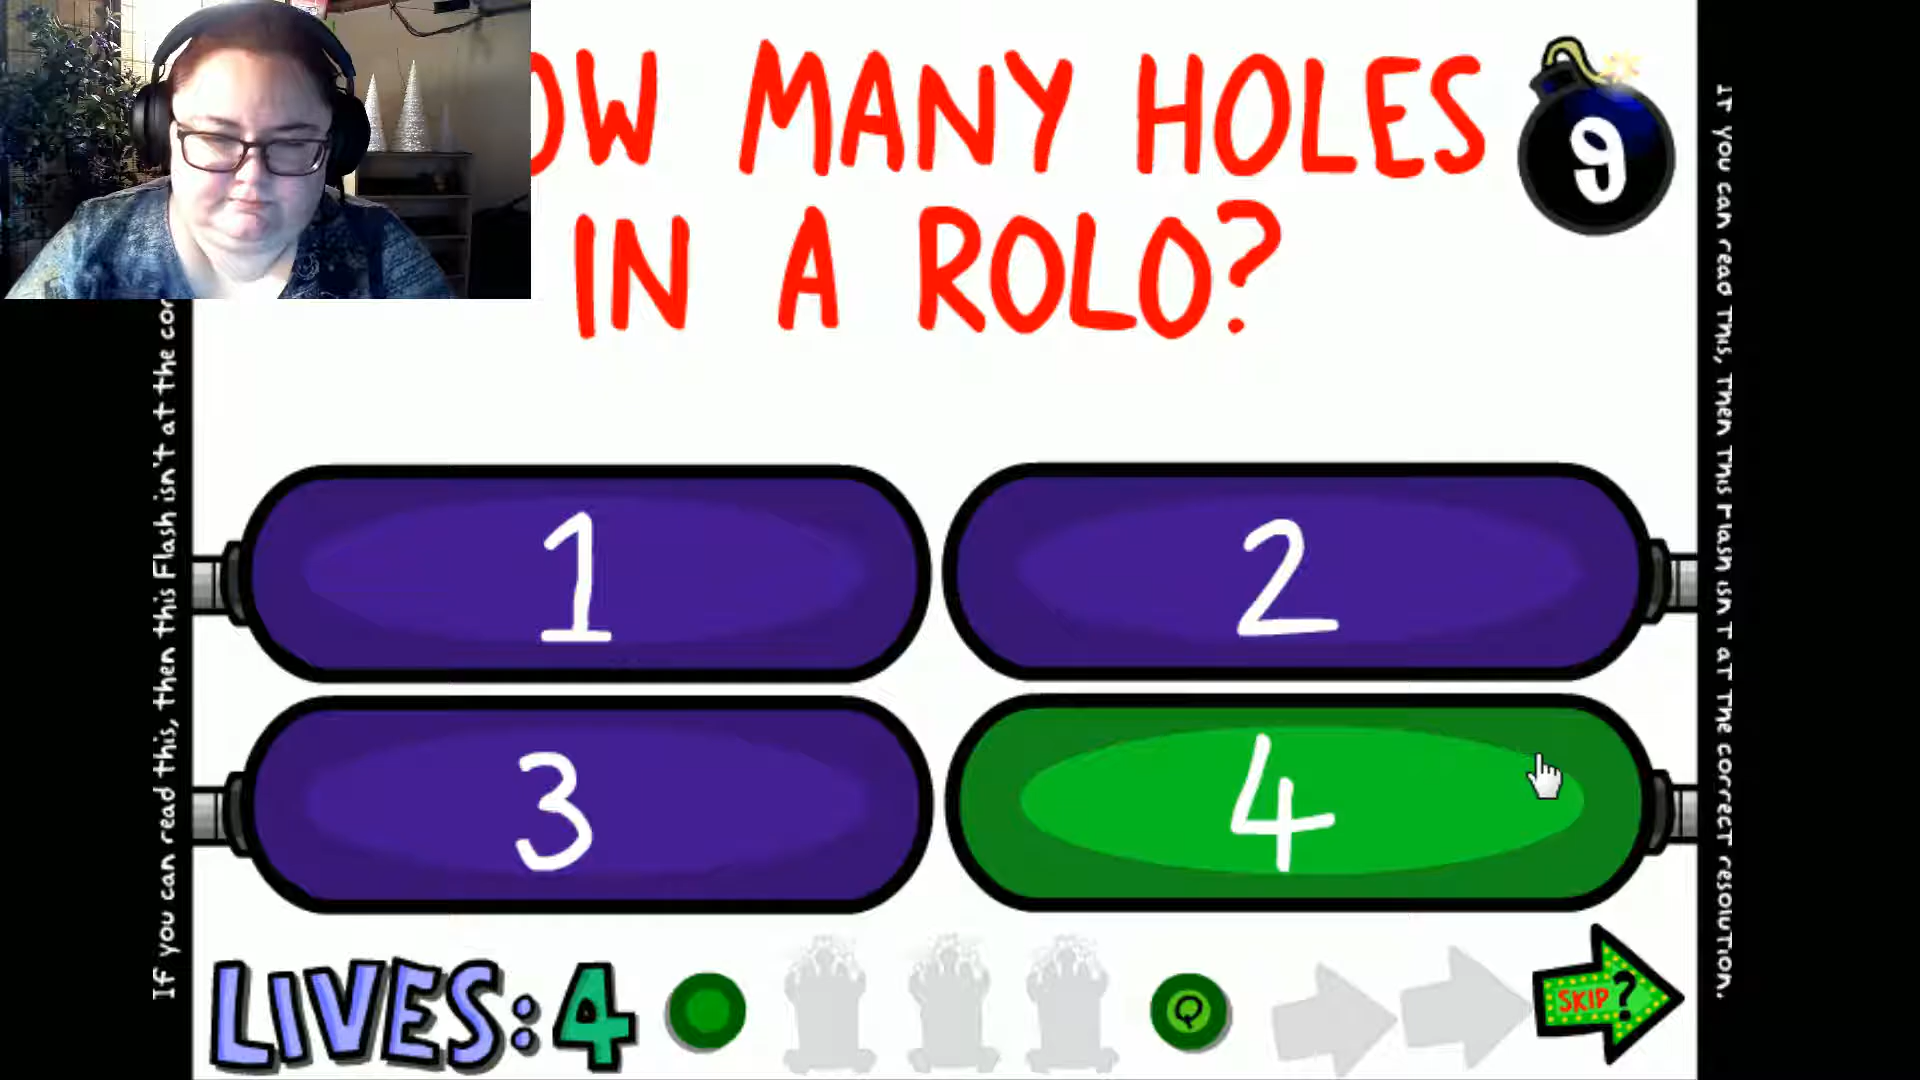 OW MANY HOLES
IN A ROLO?
9
1
2
3
4
LIVES: 4
Q
SKIP?
If you can read this, then this Flash isn't at the cor
If you can read this, then this Flash isn't at the correct resolution.